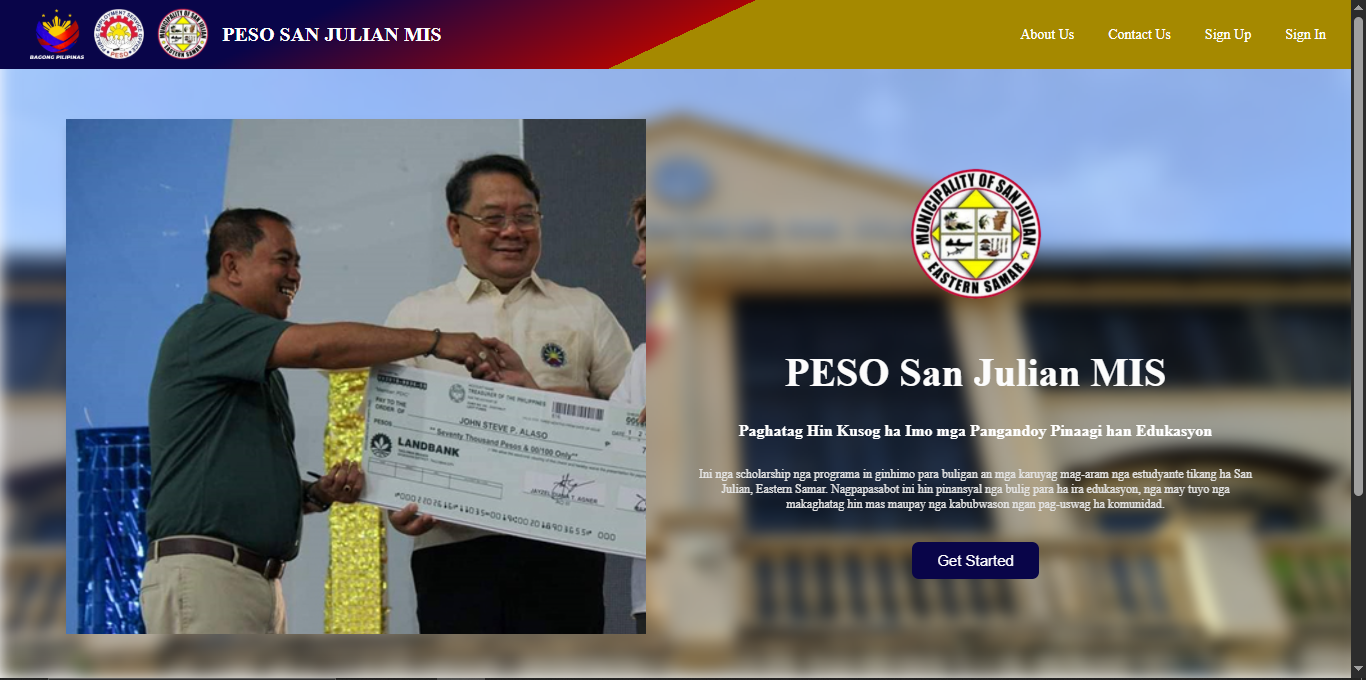 BAGONG PILIPINAS
PESO
MUNICIPALITY OF SAN JULIAN
EASTERN SAMAR
PESO SAN JULIAN MIS
About Us
Contact Us
Sign Up
Sign In
TREASURER OF THE PHILIPPINES
PAY TO THE
ORDER OF
JOHN STEVE P. ALASO
PESOS
** Seventy Thousand Pesos & 00/100 Only**
P
LANDBANK
MUNICIPALITY OF SAN JULIAN
EASTERN SAMAR
PESO San Julian MIS
Paghatag Hin Kusog ha Imo mga Pangandoy Pinaagi han Edukasyon
Ini nga scholarship nga programa in ginhimo para buligan an mga karuyag mag-aram nga estudyante tikang ha San
Julian, Eastern Samar. Nagpapasabot ini hin pinansyal nga bulig para ha ira edukasyon, nga may tuyo nga
makaghatag hin mas maupay nga kabubwason ngan pag-uswag ha komunidad.
Get Started